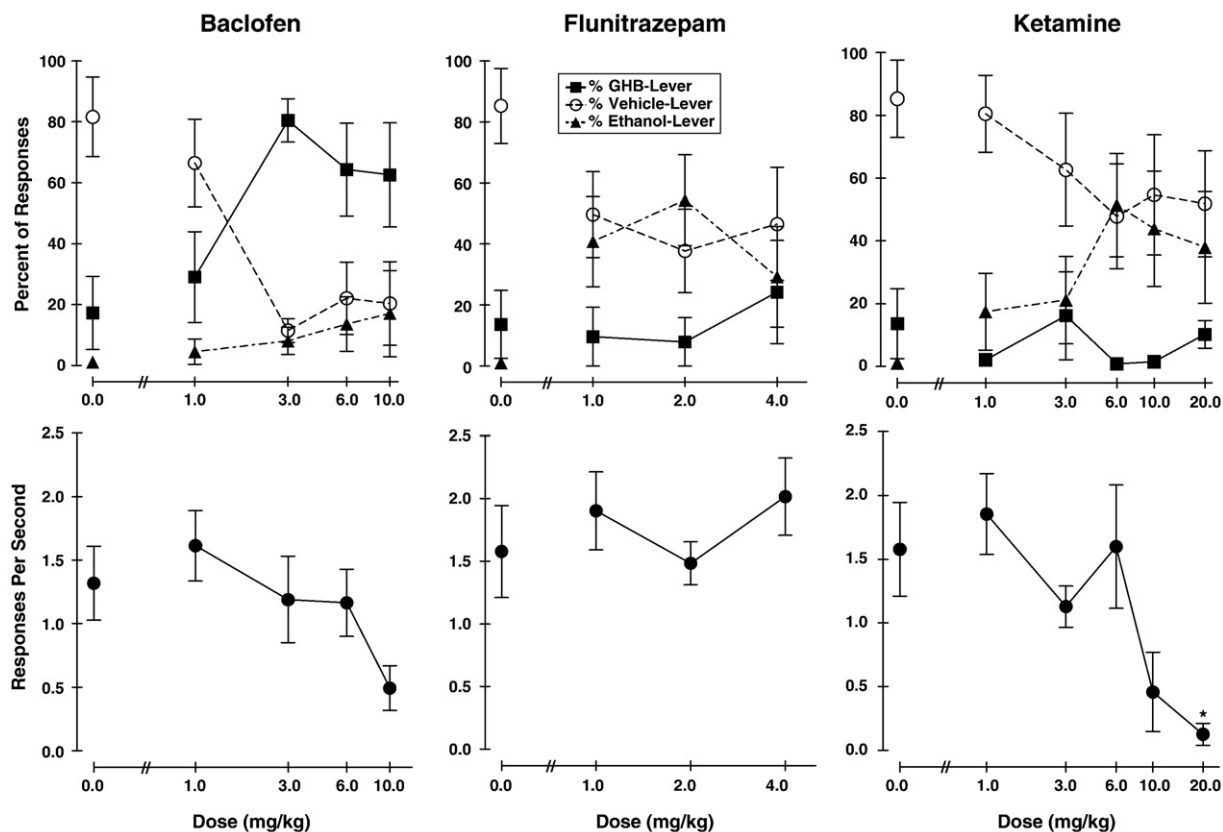 Baclofen
Flunitrazepam
Ketamine
% GHB-Lever
% Vehicle-Lever
% Ethanol-Lever
Percent of Responses
100
80
60
40
20
0
0.0 // 1.0 3.0 6.0 10.0
100
80
60
40
20
0
0.0 // 1.0 2.0 4.0
100
80
60
40
20
0
0.0 // 1.0 3.0 6.0 10.0 20.0
Responses Per Second
2.5
2.0
1.5
1.0
0.5
0.0
0.0 // 1.0 3.0 6.0 10.0
Dose (mg/kg)
2.5
2.0
1.5
1.0
0.5
0.0
0.0 // 1.0 2.0 4.0
Dose (mg/kg)
2.5
2.0
1.5
1.0
0.5
0.0
*
0.0 // 1.0 3.0 6.0 10.0 20.0
Dose (mg/kg)